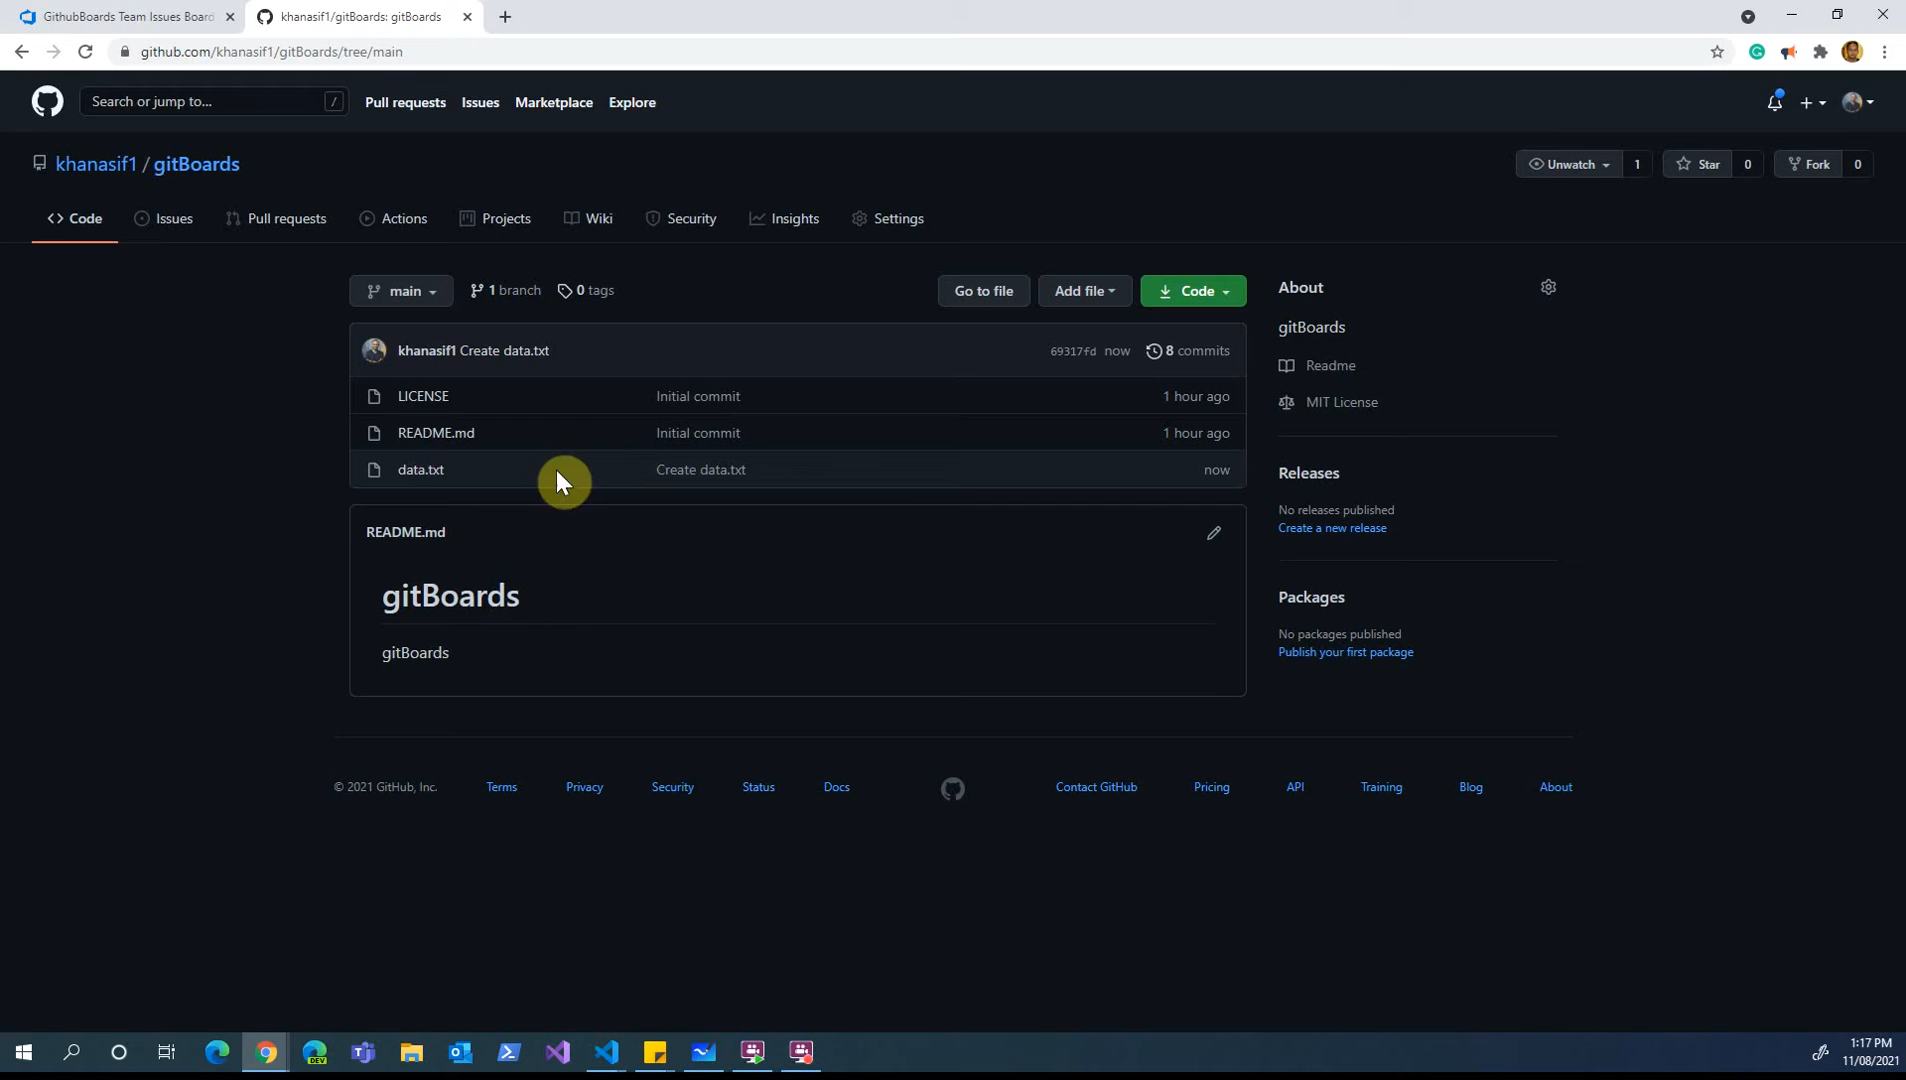 GithubBoards Team Issues Board
khanasif1/gitBoards: gitBoards
github.com/khanasif1/gitBoards/tree/main
Search or jump to... /
Pull requests Issues Marketplace Explore
khanasif1 / gitBoards
Unwatch 1 Star 0 Fork 0
Code Issues Pull requests Actions Projects Wiki Security Insights Settings
main 1 branch 0 tags
Go to file Add file Code
khanasif1 Create data.txt 69317fd now 8 commits
LICENSE Initial commit 1 hour ago
README.md Initial commit 1 hour ago
data.txt Create data.txt now
README.md
gitBoards
gitBoards
About
gitBoards
Readme
MIT License
Releases
No releases published
Create a new release
Packages
No packages published
Publish your first package
© 2021 GitHub, Inc. Terms Privacy Security Status Docs Contact GitHub Pricing API Training Blog About
DEV
1:17 PM
11/08/2021